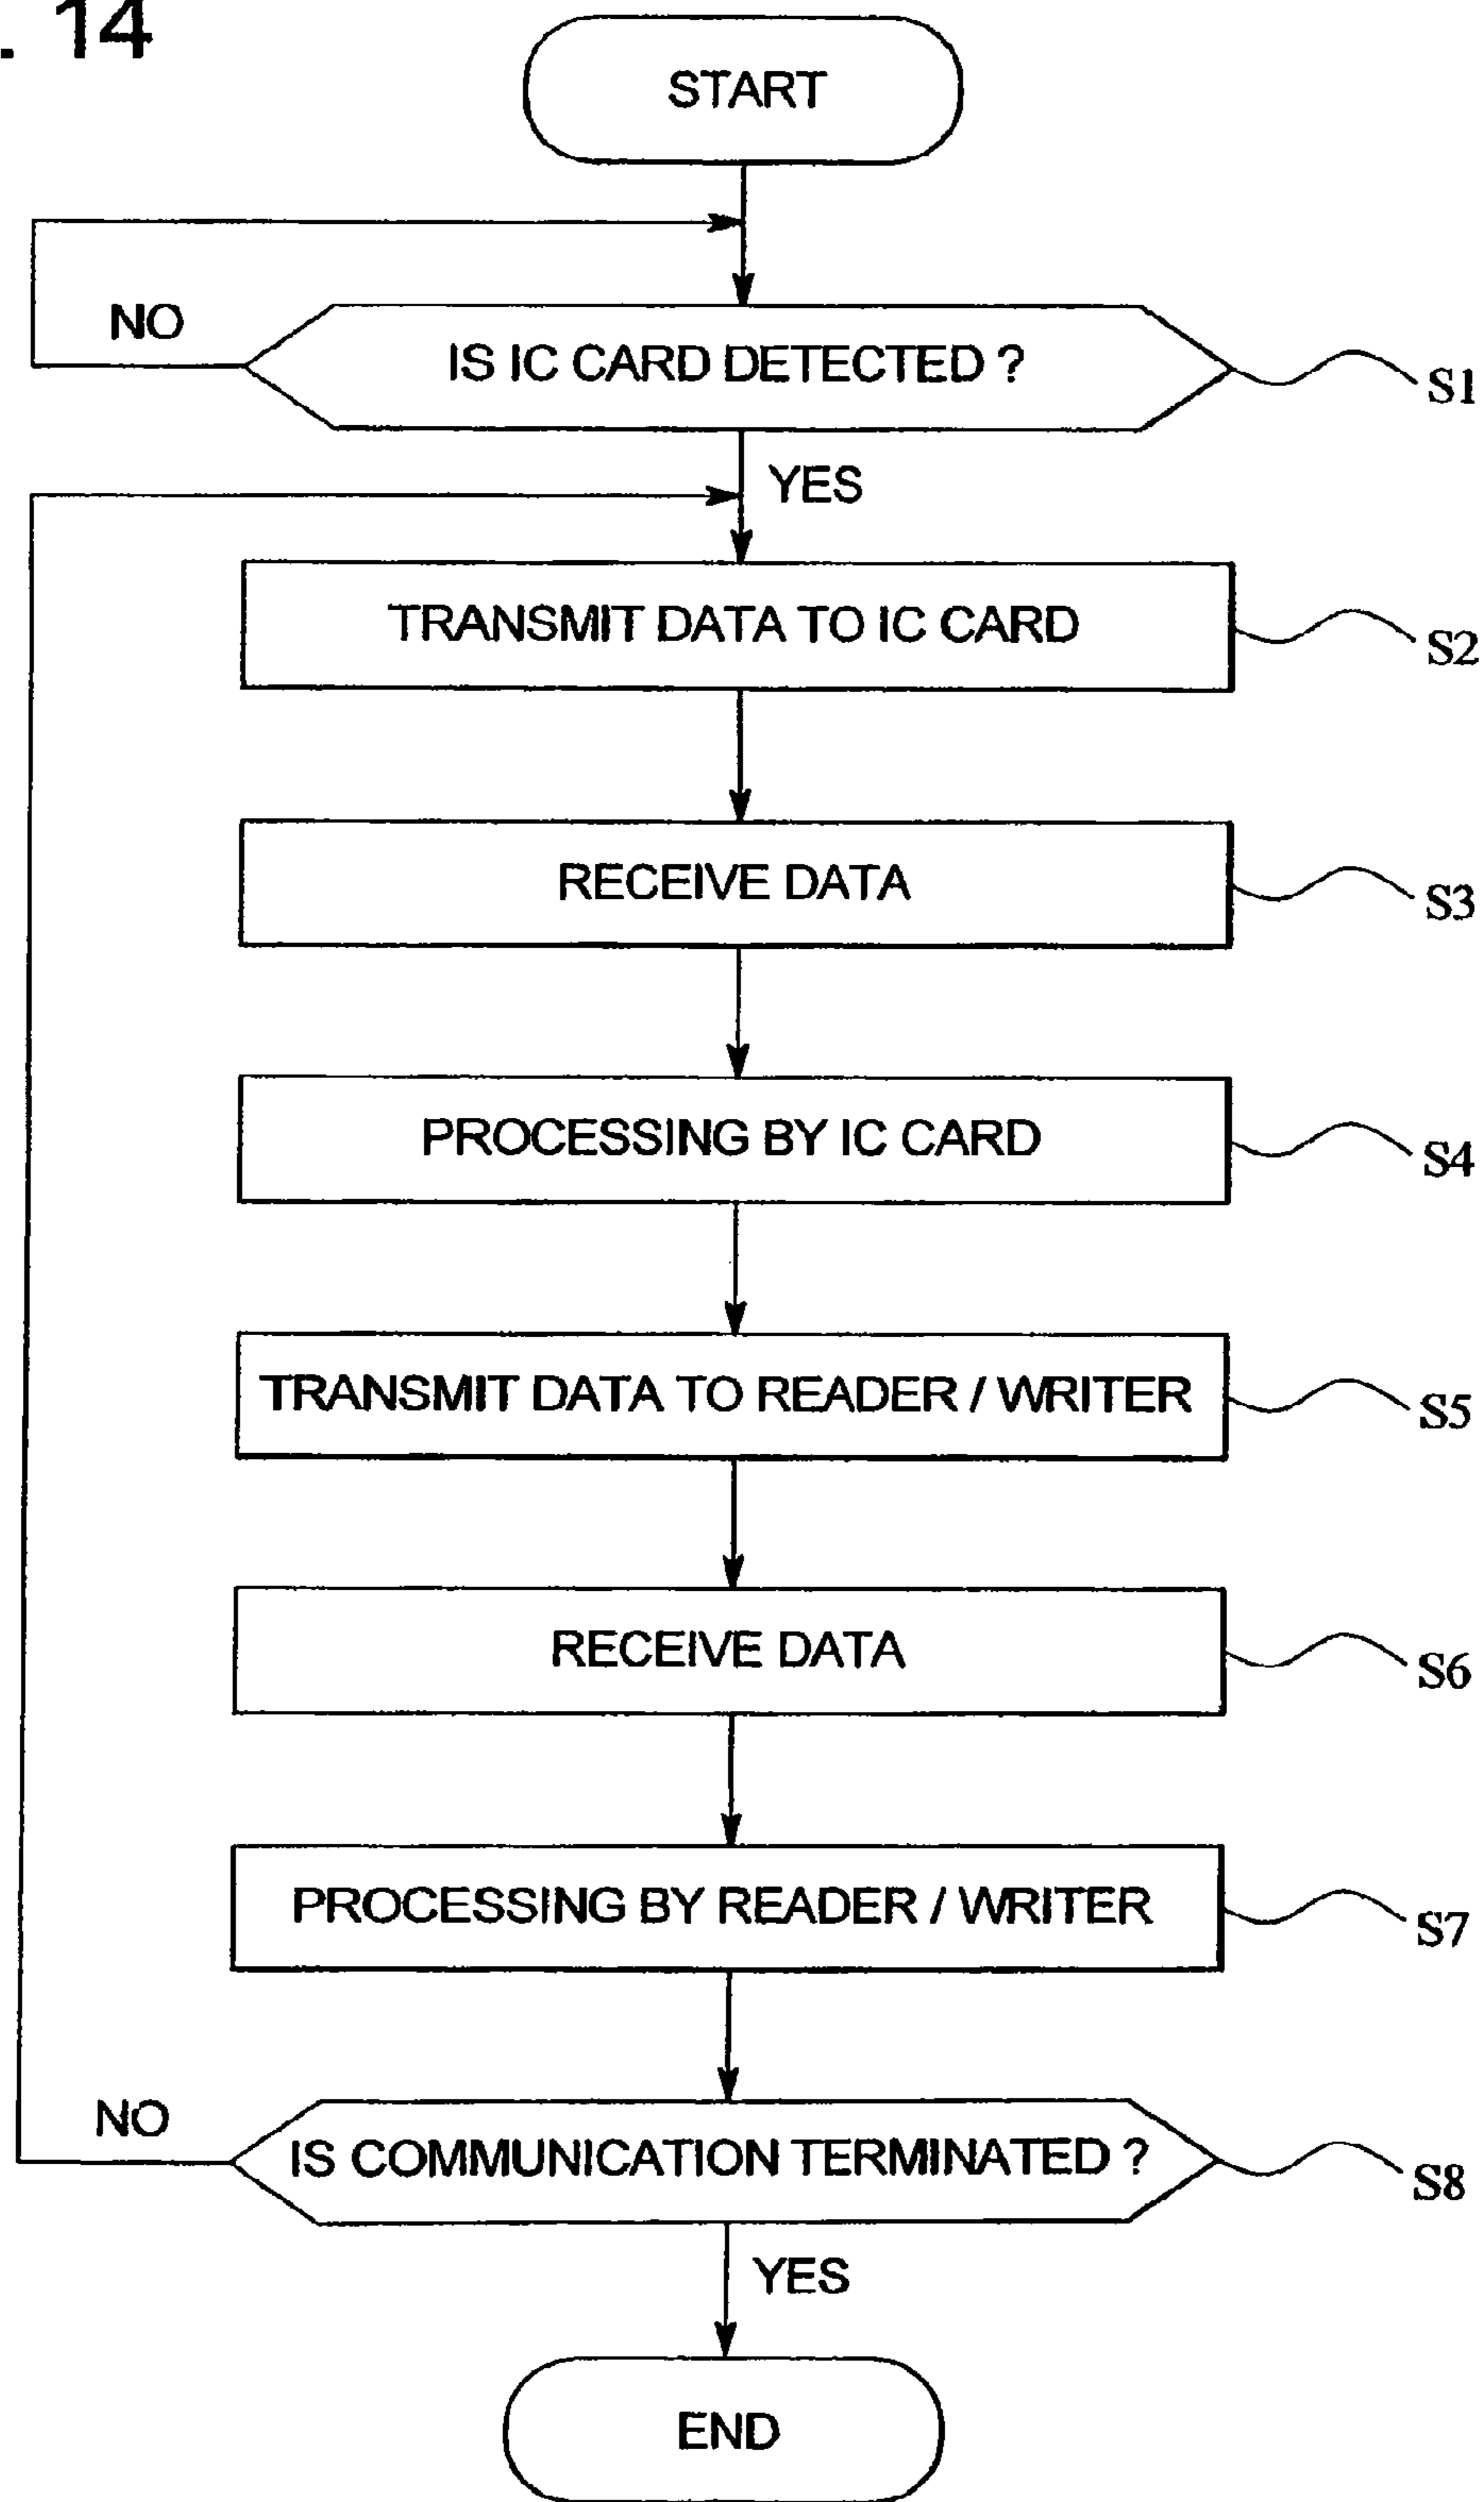 . 14
START
NO
IS IC CARD DETECTED ?
S1
YES
TRANSMIT DATA TO IC CARD
S2
RECEIVE DATA
S3
PROCESSING BY IC CARD
S4
TRANSMIT DATA TO READER / WRITER
S5
RECEIVE DATA
S6
PROCESSING BY READER / WRITER
S7
NO
IS COMMUNICATION TERMINATED ?
S8
YES
END